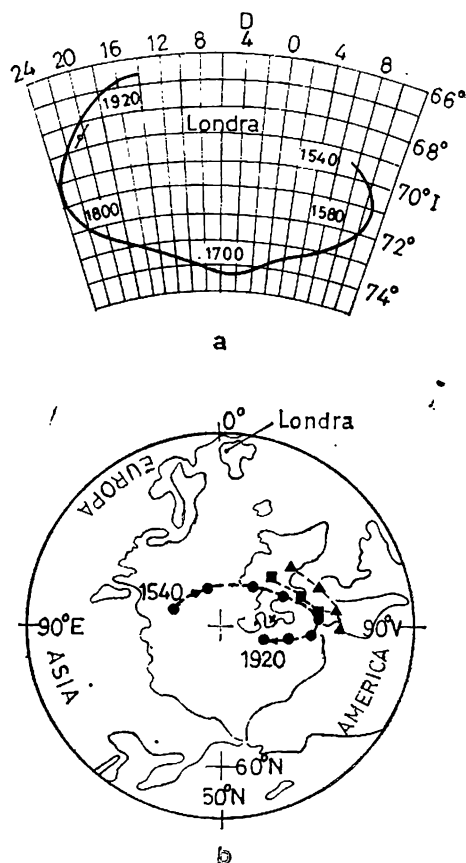 D
24 20 16 12 8 4 0 4 8
66°
1920
Londra
68°
1540
70° I
1800
1580
72°
1700
74°
a
0°
Londra
EUROPA
1540
90°E
90°V
1920
ASIA
AMERICA
60°N
50°N
b